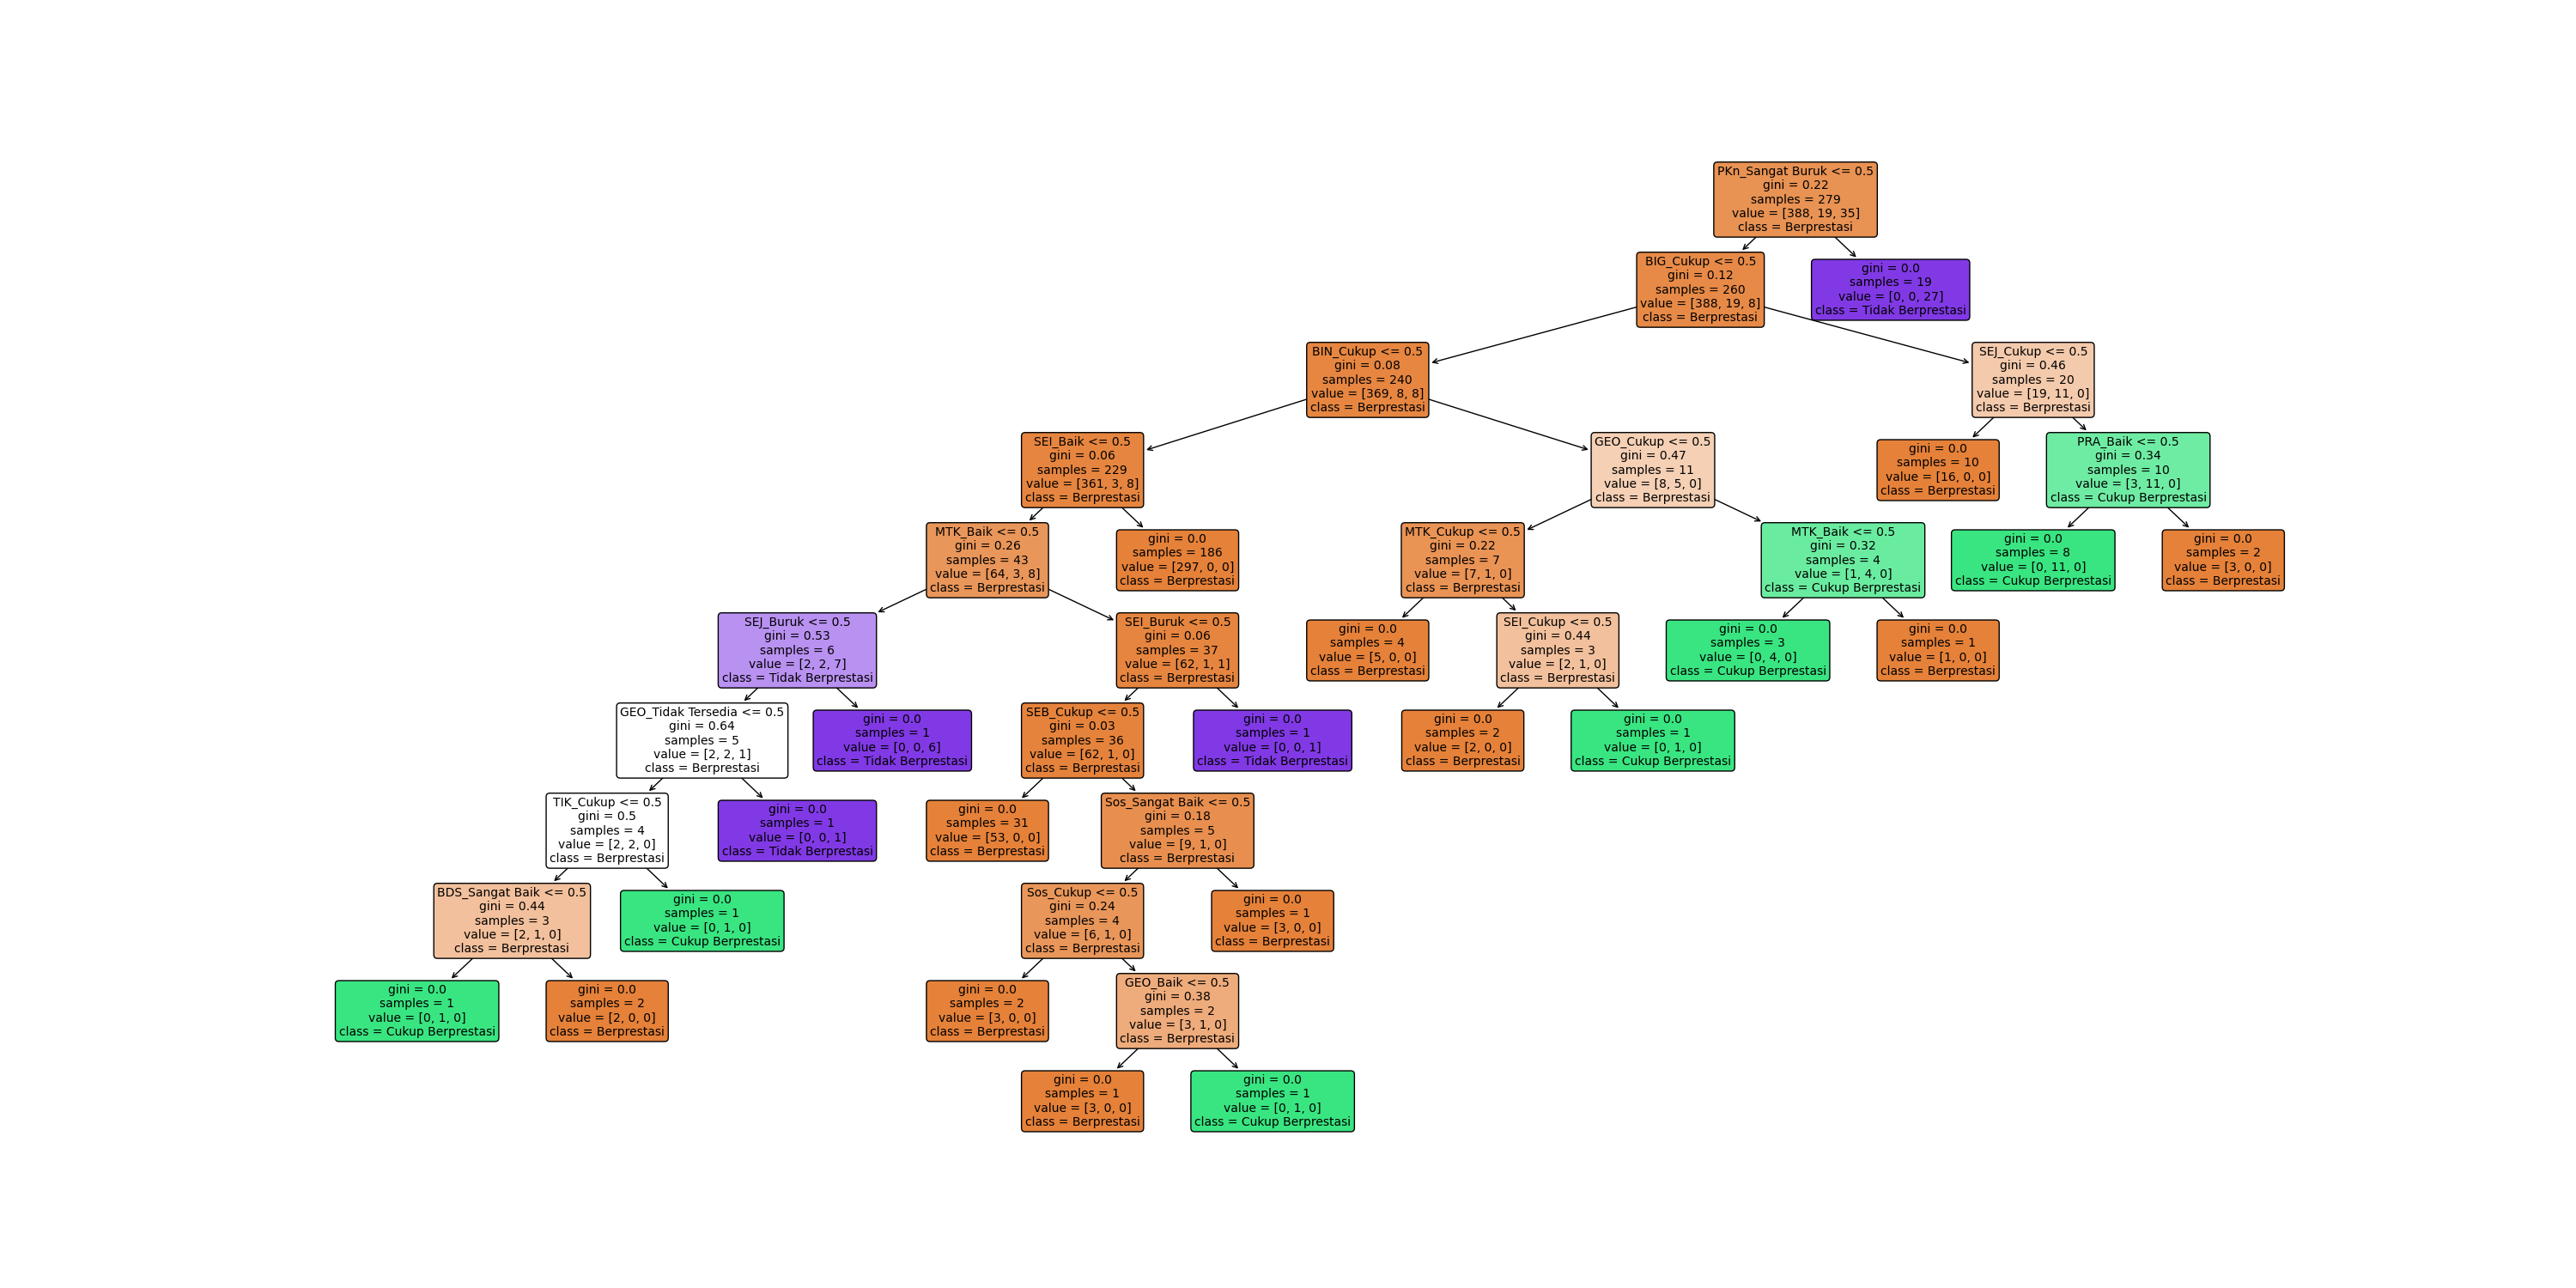 PKn_Sangat Buruk <= 0.5
gini = 0.22
samples = 279
value = [388, 19, 35]
class = Berprestasi
BIG_Cukup <= 0.5
gini = 0.12
samples = 260
value = [388, 19, 8]
class = Berprestasi
gini = 0.0
samples = 19
value = [0, 0, 27]
class = Tidak Berprestasi
BIN_Cukup <= 0.5
gini = 0.08
samples = 240
value = [369, 8, 8]
class = Berprestasi
SEJ_Cukup <= 0.5
gini = 0.46
samples = 20
value = [19, 11, 0]
class = Berprestasi
SEI_Baik <= 0.5
gini = 0.06
samples = 229
value = [361, 3, 8]
class = Berprestasi
GEO_Cukup <= 0.5
gini = 0.47
samples = 11
value = [8, 5, 0]
class = Berprestasi
gini = 0.0
samples = 10
value = [16, 0, 0]
class = Berprestasi
PRA_Baik <= 0.5
gini = 0.34
samples = 10
value = [3, 11, 0]
class = Cukup Berprestasi
MTK_Baik <= 0.5
gini = 0.26
samples = 43
value = [64, 3, 8]
class = Berprestasi
gini = 0.0
samples = 186
value = [297, 0, 0]
class = Berprestasi
MTK_Cukup <= 0.5
gini = 0.22
samples = 7
value = [7, 1, 0]
class = Berprestasi
MTK_Baik <= 0.5
gini = 0.32
samples = 4
value = [1, 4, 0]
class = Cukup Berprestasi
gini = 0.0
samples = 8
value = [0, 11, 0]
class = Cukup Berprestasi
gini = 0.0
samples = 2
value = [3, 0, 0]
class = Berprestasi
SEJ_Buruk <= 0.5
gini = 0.53
samples = 6
value = [2, 2, 7]
class = Tidak Berprestasi
SEI_Buruk <= 0.5
gini = 0.06
samples = 37
value = [62, 1, 1]
class = Berprestasi
gini = 0.0
samples = 4
value = [5, 0, 0]
class = Berprestasi
SEI_Cukup <= 0.5
gini = 0.44
samples = 3
value = [2, 1, 0]
class = Berprestasi
gini = 0.0
samples = 3
value = [0, 4, 0]
class = Cukup Berprestasi
gini = 0.0
samples = 1
value = [1, 0, 0]
class = Berprestasi
GEO_Tidak Tersedia <= 0.5
gini = 0.64
samples = 5
value = [2, 2, 1]
class = Berprestasi
gini = 0.0
samples = 1
value = [0, 0, 6]
class = Tidak Berprestasi
SEB_Cukup <= 0.5
gini = 0.03
samples = 36
value = [62, 1, 0]
class = Berprestasi
gini = 0.0
samples = 1
value = [0, 0, 1]
class = Tidak Berprestasi
gini = 0.0
samples = 2
value = [2, 0, 0]
class = Berprestasi
gini = 0.0
samples = 1
value = [0, 1, 0]
class = Cukup Berprestasi
TIK_Cukup <= 0.5
gini = 0.5
samples = 4
value = [2, 2, 0]
class = Berprestasi
gini = 0.0
samples = 1
value = [0, 0, 1]
class = Tidak Berprestasi
gini = 0.0
samples = 31
value = [53, 0, 0]
class = Berprestasi
Sos_Sangat Baik <= 0.5
gini = 0.18
samples = 5
value = [9, 1, 0]
class = Berprestasi
BDS_Sangat Baik <= 0.5
gini = 0.44
samples = 3
value = [2, 1, 0]
class = Berprestasi
gini = 0.0
samples = 1
value = [0, 1, 0]
class = Cukup Berprestasi
Sos_Cukup <= 0.5
gini = 0.24
samples = 4
value = [6, 1, 0]
class = Berprestasi
gini = 0.0
samples = 1
value = [3, 0, 0]
class = Berprestasi
gini = 0.0
samples = 1
value = [0, 1, 0]
class = Cukup Berprestasi
gini = 0.0
samples = 2
value = [2, 0, 0]
class = Berprestasi
gini = 0.0
samples = 2
value = [3, 0, 0]
class = Berprestasi
GEO_Baik <= 0.5
gini = 0.38
samples = 2
value = [3, 1, 0]
class = Berprestasi
gini = 0.0
samples = 1
value = [3, 0, 0]
class = Berprestasi
gini = 0.0
samples = 1
value = [0, 1, 0]
class = Cukup Berprestasi